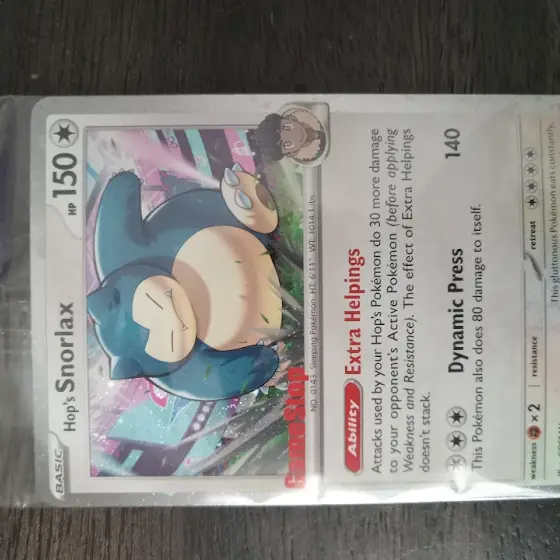 BASIC
Hop's Snorlax
HP 150
GameStop
NO. 0143 Sleeping Pokémon HT: 6'11" WT: 1014.1 lbs.
Ability Extra Helpings
Attacks used by your Hop's Pokémon do 30 more damage
to your opponent's Active Pokémon (before applying
Weakness and Resistance). The effect of Extra Helpings
doesn't stack.
Dynamic Press 140
This Pokémon also does 80 damage to itself.
weakness ×2 resistance retreat
This gluttonous Pokémon eats constantly